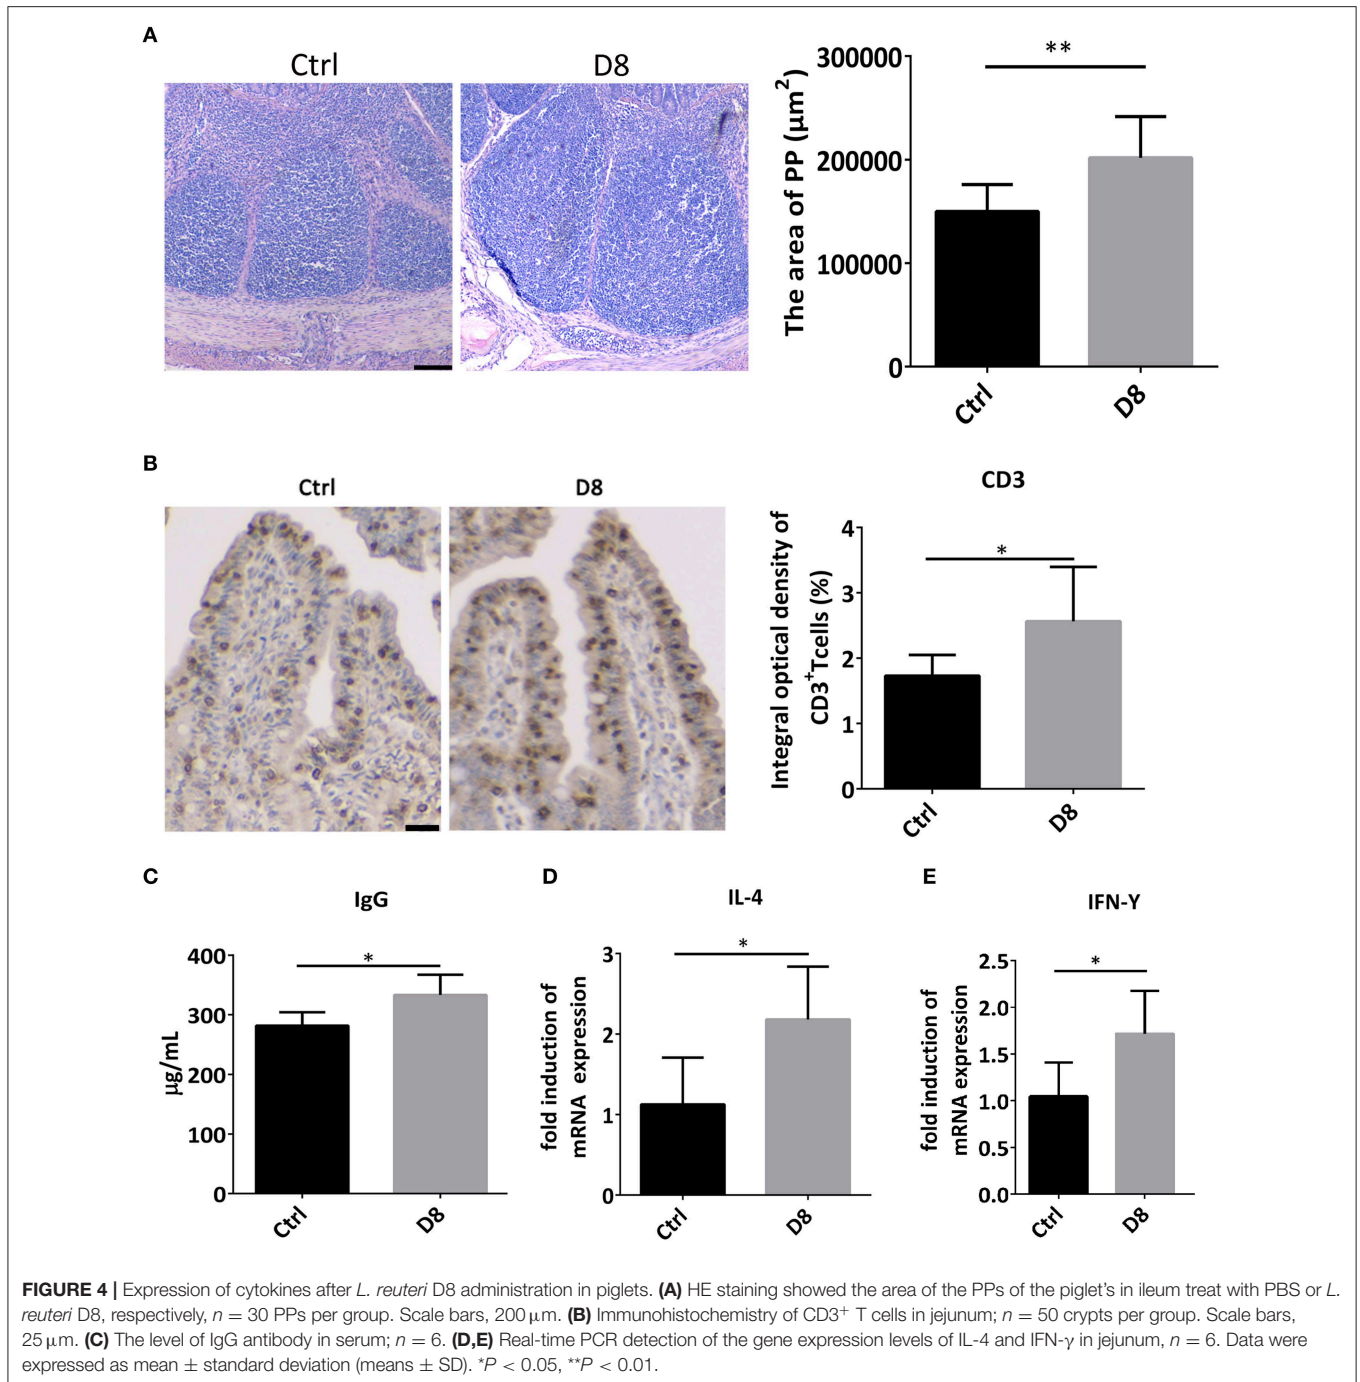 A
Ctrl
D8
The area of PP (μm²)
300000
200000
100000
0
**
Ctrl
D8
B
Ctrl
D8
CD3
Integral optical density of
CD3⁺Tcells (%)
4
3
2
1
0
*
Ctrl
D8
C
IgG
μg/mL
400
300
200
100
0
*
Ctrl
D8
D
IL-4
fold induction of
mRNA expression
3
2
1
0
*
Ctrl
D8
E
IFN-Y
fold induction of
mRNA expression
2.5
2.0
1.5
1.0
0.5
0.0
*
Ctrl
D8
FIGURE 4 | Expression of cytokines after L. reuteri D8 administration in piglets. (A) HE staining showed the area of the PPs of the piglet's in ileum treat with PBS or L.
reuteri D8, respectively, n = 30 PPs per group. Scale bars, 200 μm. (B) Immunohistochemistry of CD3⁺ T cells in jejunum; n = 50 crypts per group. Scale bars,
25 μm. (C) The level of IgG antibody in serum; n = 6. (D,E) Real-time PCR detection of the gene expression levels of IL-4 and IFN-γ in jejunum, n = 6. Data were
expressed as mean ± standard deviation (means ± SD). *P < 0.05, **P < 0.01.